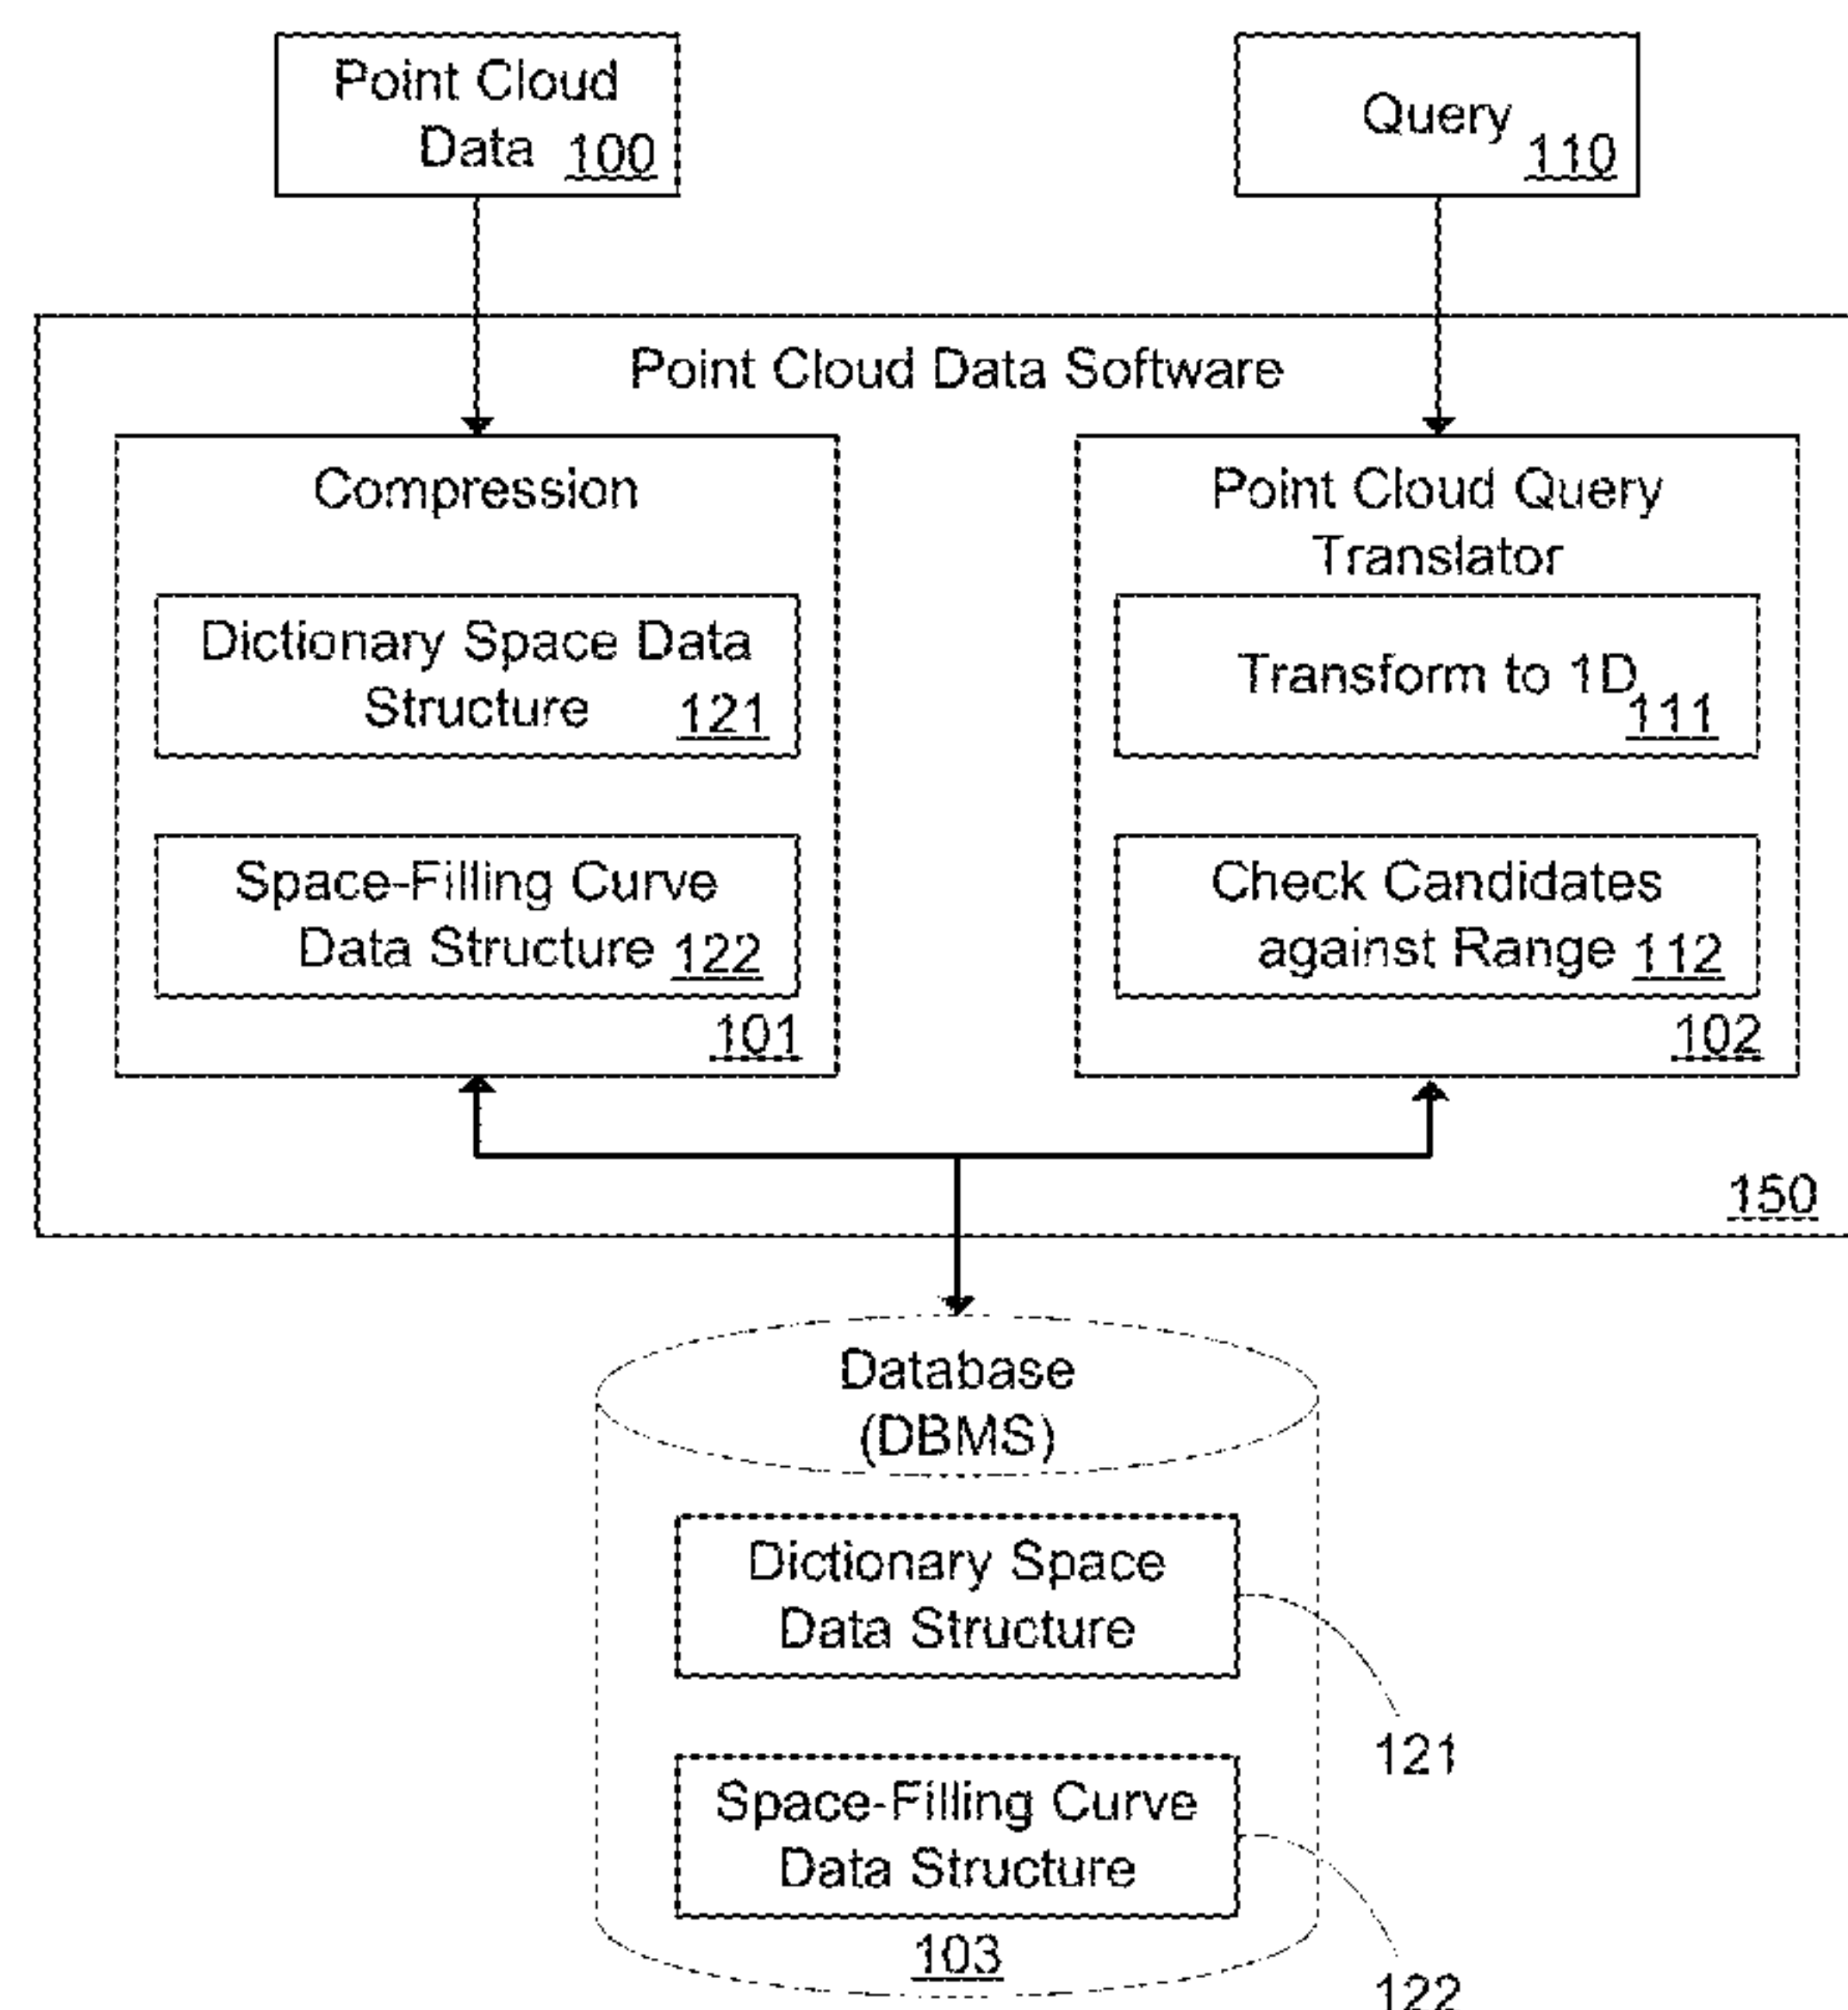 Point Cloud
Data 100
Query 110
Point Cloud Data Software
Compression
Dictionary Space Data
Structure 121
Space-Filling Curve
Data Structure 122
101
Point Cloud Query
Translator
Transform to 1D 111
Check Candidates
against Range 112
102
150
Database
(DBMS)
Dictionary Space
Data Structure
121
Space-Filling Curve
Data Structure
122
103